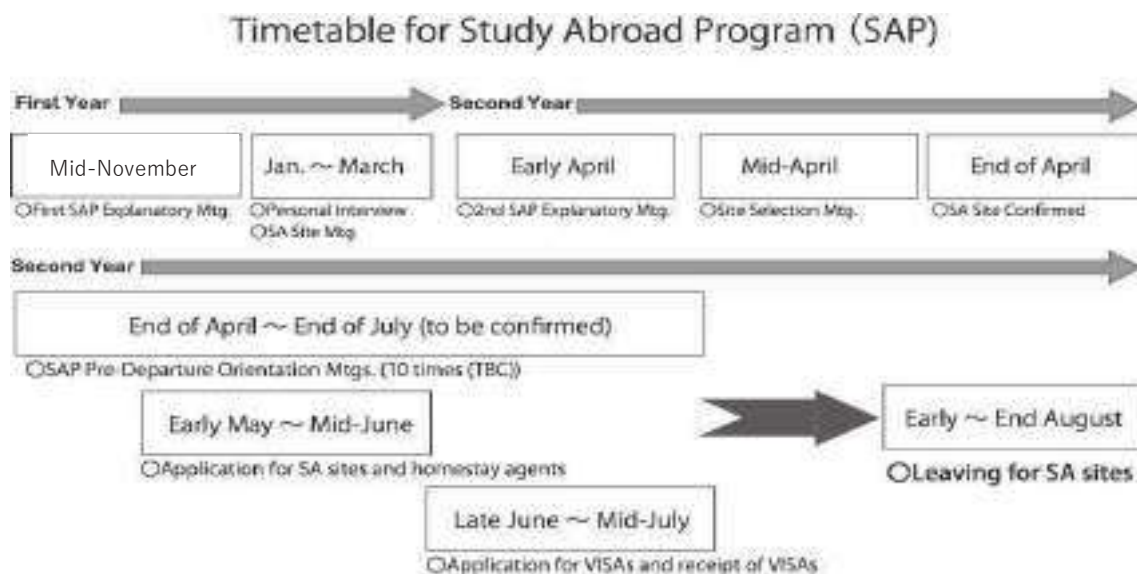 Timetable for Study Abroad Program (SAP)
First Year
Second Year
Mid-November
Jan. ～ March
Early April
Mid-April
End of April
○First SAP Explanatory Mtg.
○Personal Interview
○2nd SAP Explanatory Mtg.
○Site Selection Mtg.
○SA Site Confirmed
○SA Site Mtg.
Second Year
End of April ～ End of July (to be confirmed)
○SAP Pre-Departure Orientation Mtgs. (10 times (TBC))
Early May ～ Mid-June
Early ～ End August
○Application for SA sites and homestay agents
○Leaving for SA sites
Late June ～ Mid-July
○Application for VISAs and receipt of VISAs